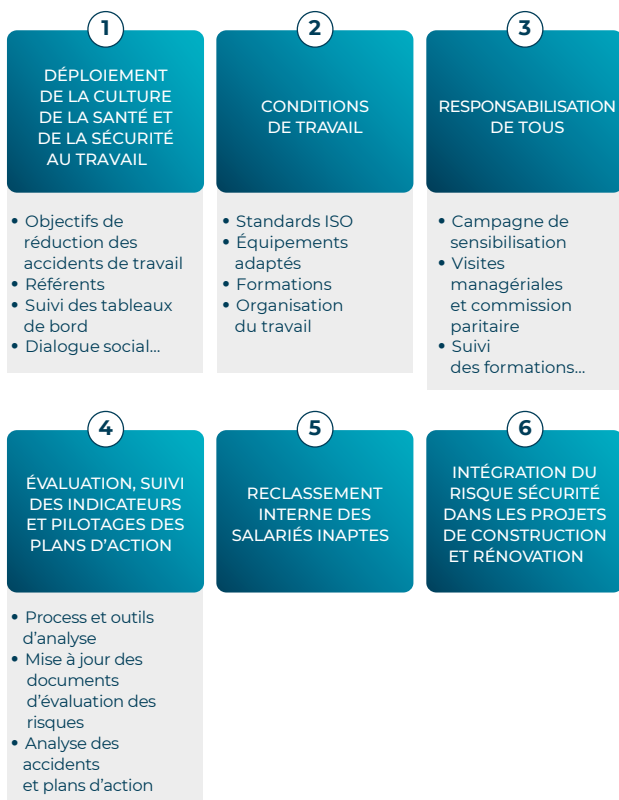 1
DÉPLOIEMENT
DE LA CULTURE
DE LA SANTÉ ET
DE LA SÉCURITÉ
AU TRAVAIL
• Objectifs de
réduction des
accidents de travail
• Référents
• Suivi des tableaux
de bord
• Dialogue social...
2
CONDITIONS
DE TRAVAIL
• Standards ISO
• Équipements
adaptés
• Formations
• Organisation
du travail
3
RESPONSABILISATION
DE TOUS
• Campagne de
sensibilisation
• Visites
managériales
et commission
paritaire
• Suivi
des formations...
4
ÉVALUATION, SUIVI
DES INDICATEURS
ET PILOTAGES DES
PLANS D’ACTION
• Process et outils
d’analyse
• Mise à jour des
documents
d’évaluation des
risques
• Analyse des
accidents
et plans d’action
5
RECLASSEMENT
INTERNE DES
SALARIÉS INAPTES
6
INTÉGRATION DU
RISQUE SÉCURITÉ
DANS LES PROJETS
DE CONSTRUCTION
ET RÉNOVATION